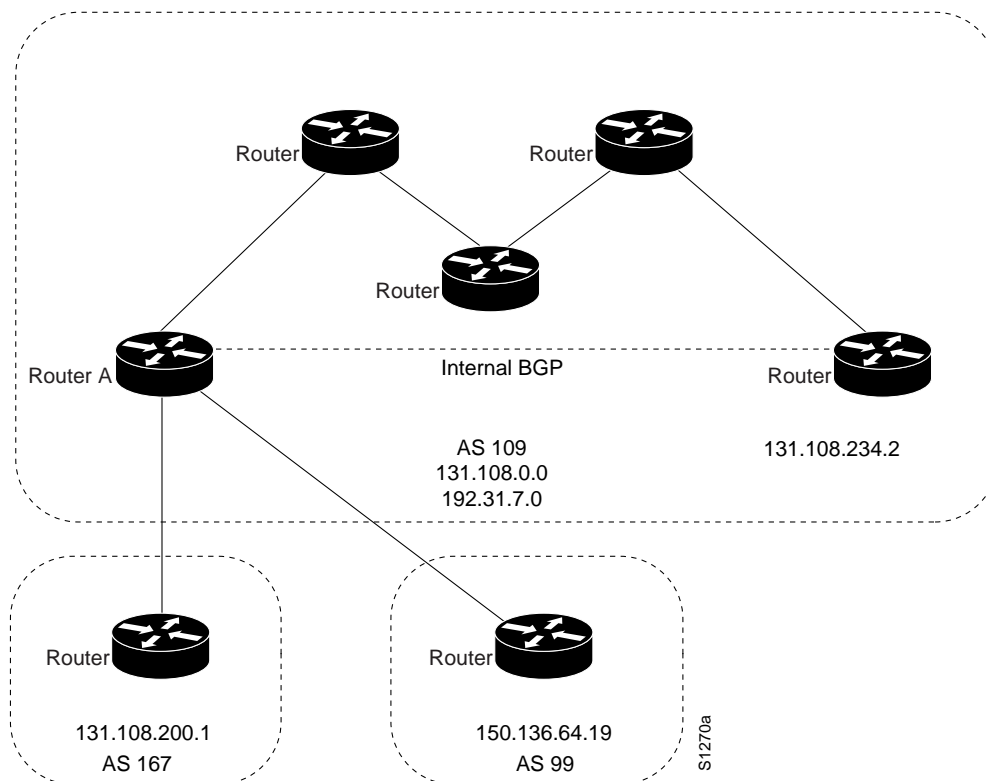 Router
Router
Router
Router A
Internal BGP
Router
AS 109
131.108.0.0
192.31.7.0
131.108.234.2
Router
Router
131.108.200.1
AS 167
150.136.64.19
AS 99
S1270a